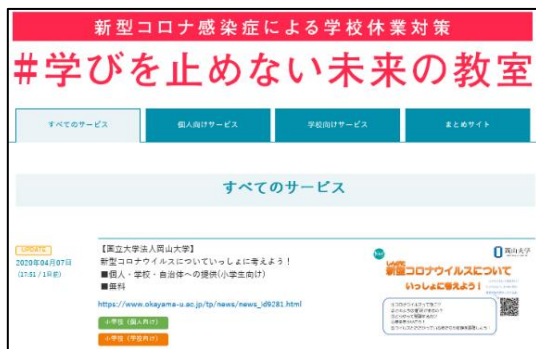 新型コロナ感染症による学校休業対策
#学びを止めない未来の教室
すべてのサービス
個人向けサービス
学校向けサービス
まとめサイト
すべてのサービス
UPDATE
2020年04月07日
(17:51 / 1日前)
【国立大学法人岡山大学】
新型コロナウイルスについていっしょに考えよう！
■個人・学校・自治体への提供(小学生向け)
■無料
https://www.okayama-u.ac.jp/tp/news/news_id9281.html
小学校（個人向け）
小学校（学校向け）
岡山大学
新型コロナウイルスについて
いっしょに考えよう！